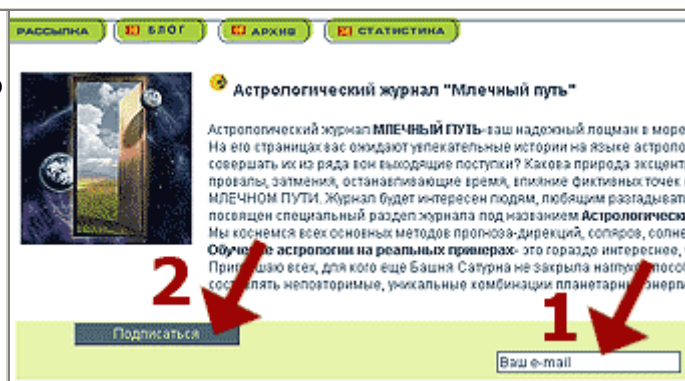 РАССЫЛКА БЛОГ АРХИВ СТАТИСТИКА
Астрологический журнал "Млечный путь"
Астрологический журнал МЛЕЧНЫЙ ПУТЬ-ваш надежный лоцман в море
На его страницах вас ожидают увлекательные истории на языке астроло
совершать их из ряда вон выходящие поступки? Какова природа эксцент
провалы, затмения, останавливающие время, влияние фиктивных точек
МЛЕЧНОМ ПУТИ. Журнал будет интересен людям, любящим разгадыват
посвящен специальный раздел журнала под названием Астрологическ
Мы коснемся всех основных методов прогноза-дирекций, соляров, солне
Обучение астрологии на реальных примерах- это гораздо интереснее,
Приглашаю всех, для кого еще Башня Сатурна не закрыла наглухо
составлять неповторимые, уникальные комбинации планетарн энерги
2
1
Подписаться
Ваш e-mail